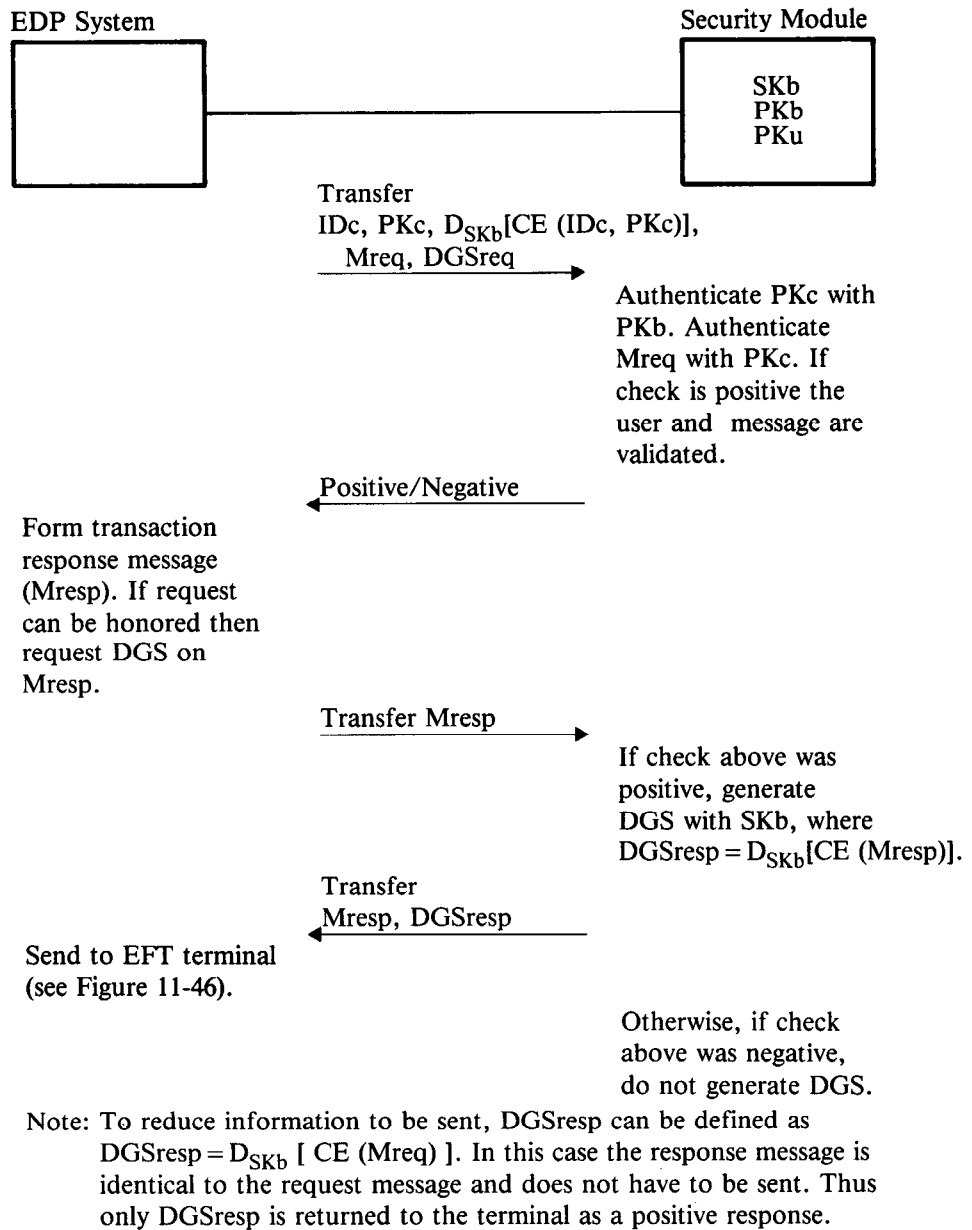 EDP System
Security Module
SKb
PKb
PKu
Transfer
IDc, PKc, D_SKb[CE (IDc, PKc)],
Mreq, DGSreq
Authenticate PKc with
PKb. Authenticate
Mreq with PKc. If
check is positive the
user and message are
validated.
Positive/Negative
Form transaction
response message
(Mresp). If request
can be honored then
request DGS on
Mresp.
Transfer Mresp
If check above was
positive, generate
DGS with SKb, where
DGSresp = D_SKb[CE (Mresp)].
Transfer
Mresp, DGSresp
Send to EFT terminal
(see Figure 11-46).
Otherwise, if check
above was negative,
do not generate DGS.
Note: To reduce information to be sent, DGSresp can be defined as
DGSresp = D_SKb [ CE (Mreq) ]. In this case the response message is
identical to the request message and does not have to be sent. Thus
only DGSresp is returned to the terminal as a positive response.